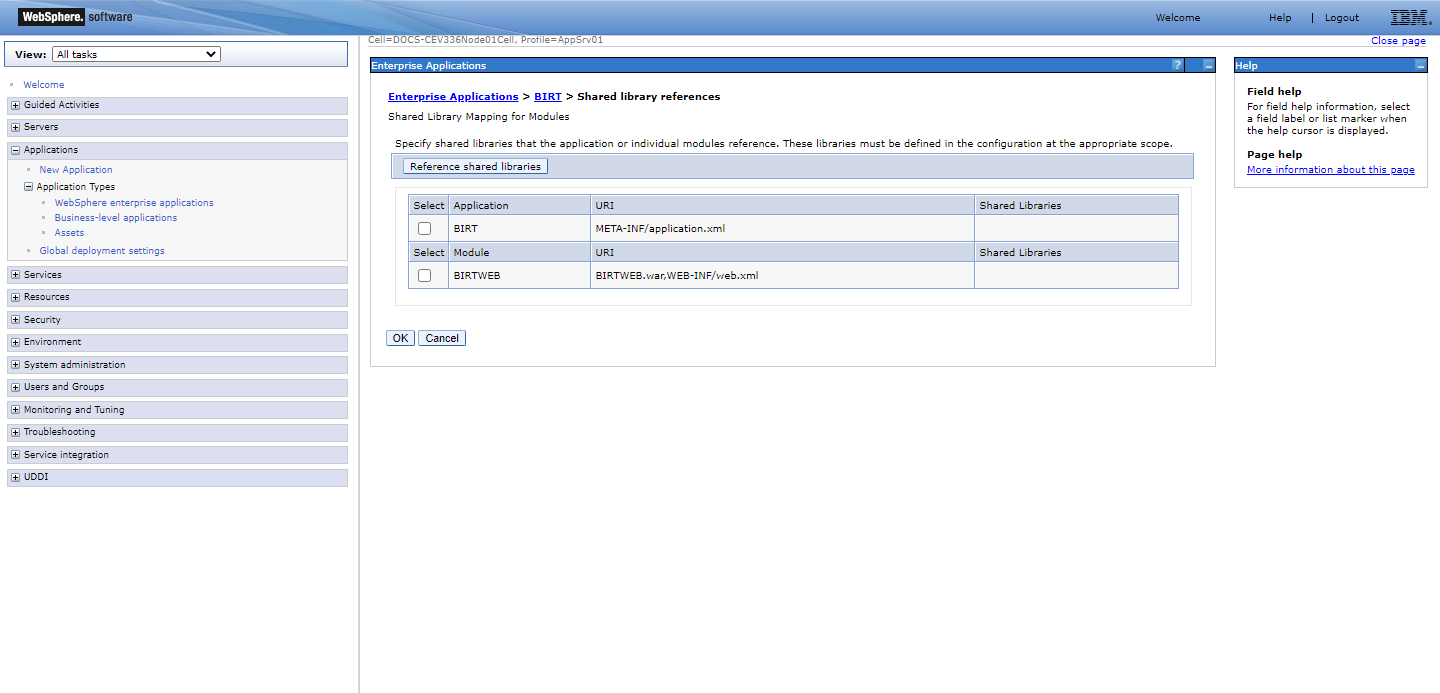 WebSphere. software
Welcome
Help | Logout
IBM.
View: All tasks
Cell=DOCS-CEV336Node01Cell, Profile=AppSrv01
Close page
Welcome
Guided Activities
Servers
Applications
New Application
Application Types
WebSphere enterprise applications
Business-level applications
Assets
Global deployment settings
Services
Resources
Security
Environment
System administration
Users and Groups
Monitoring and Tuning
Troubleshooting
Service integration
UDDI
Enterprise Applications ? _
Enterprise Applications > BIRT > Shared library references
Shared Library Mapping for Modules
Specify shared libraries that the application or individual modules reference. These libraries must be defined in the configuration at the appropriate scope.
Reference shared libraries
Select Application URI Shared Libraries
BIRT META-INF/application.xml
Select Module URI Shared Libraries
BIRTWEB BIRTWEB.war,WEB-INF/web.xml
OK Cancel
Help _
Field help
For field help information, select
a field label or list marker when
the help cursor is displayed.
Page help
More information about this page